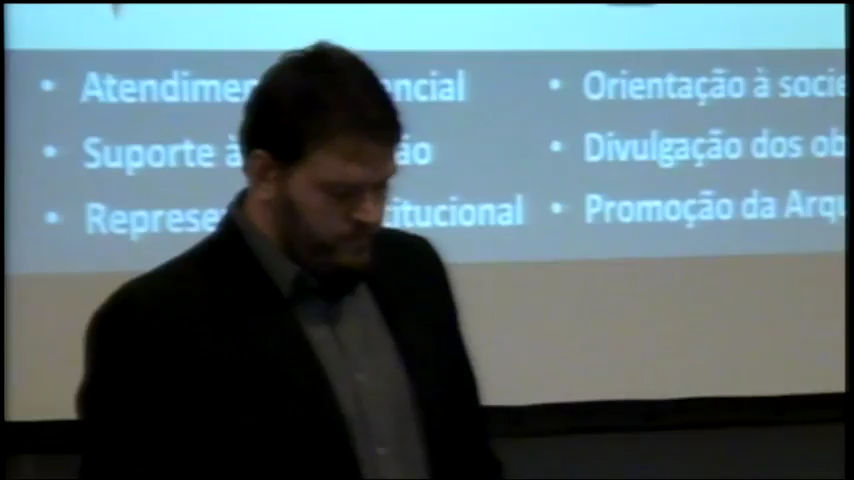 • Atendimen ncial
• Suporte à ão
• Represe titucional
• Orientação à socie
• Divulgação dos ob
• Promoção da Arqu